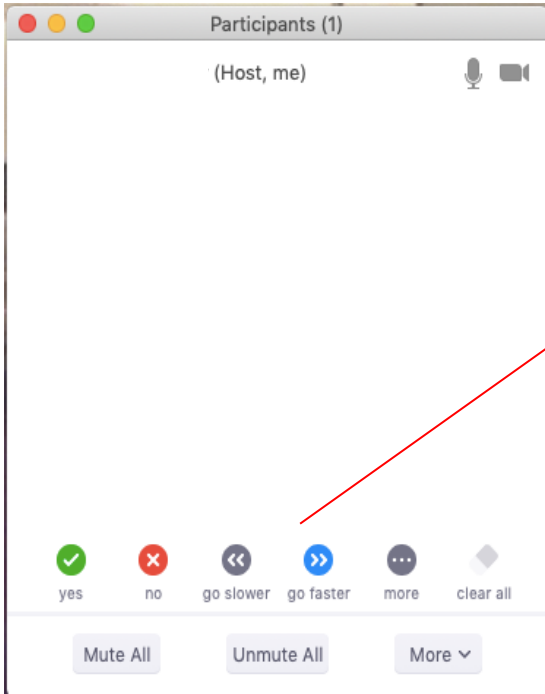 Participants (1)
(Host, me)
yes no go slower go faster more clear all
Mute All Unmute All More